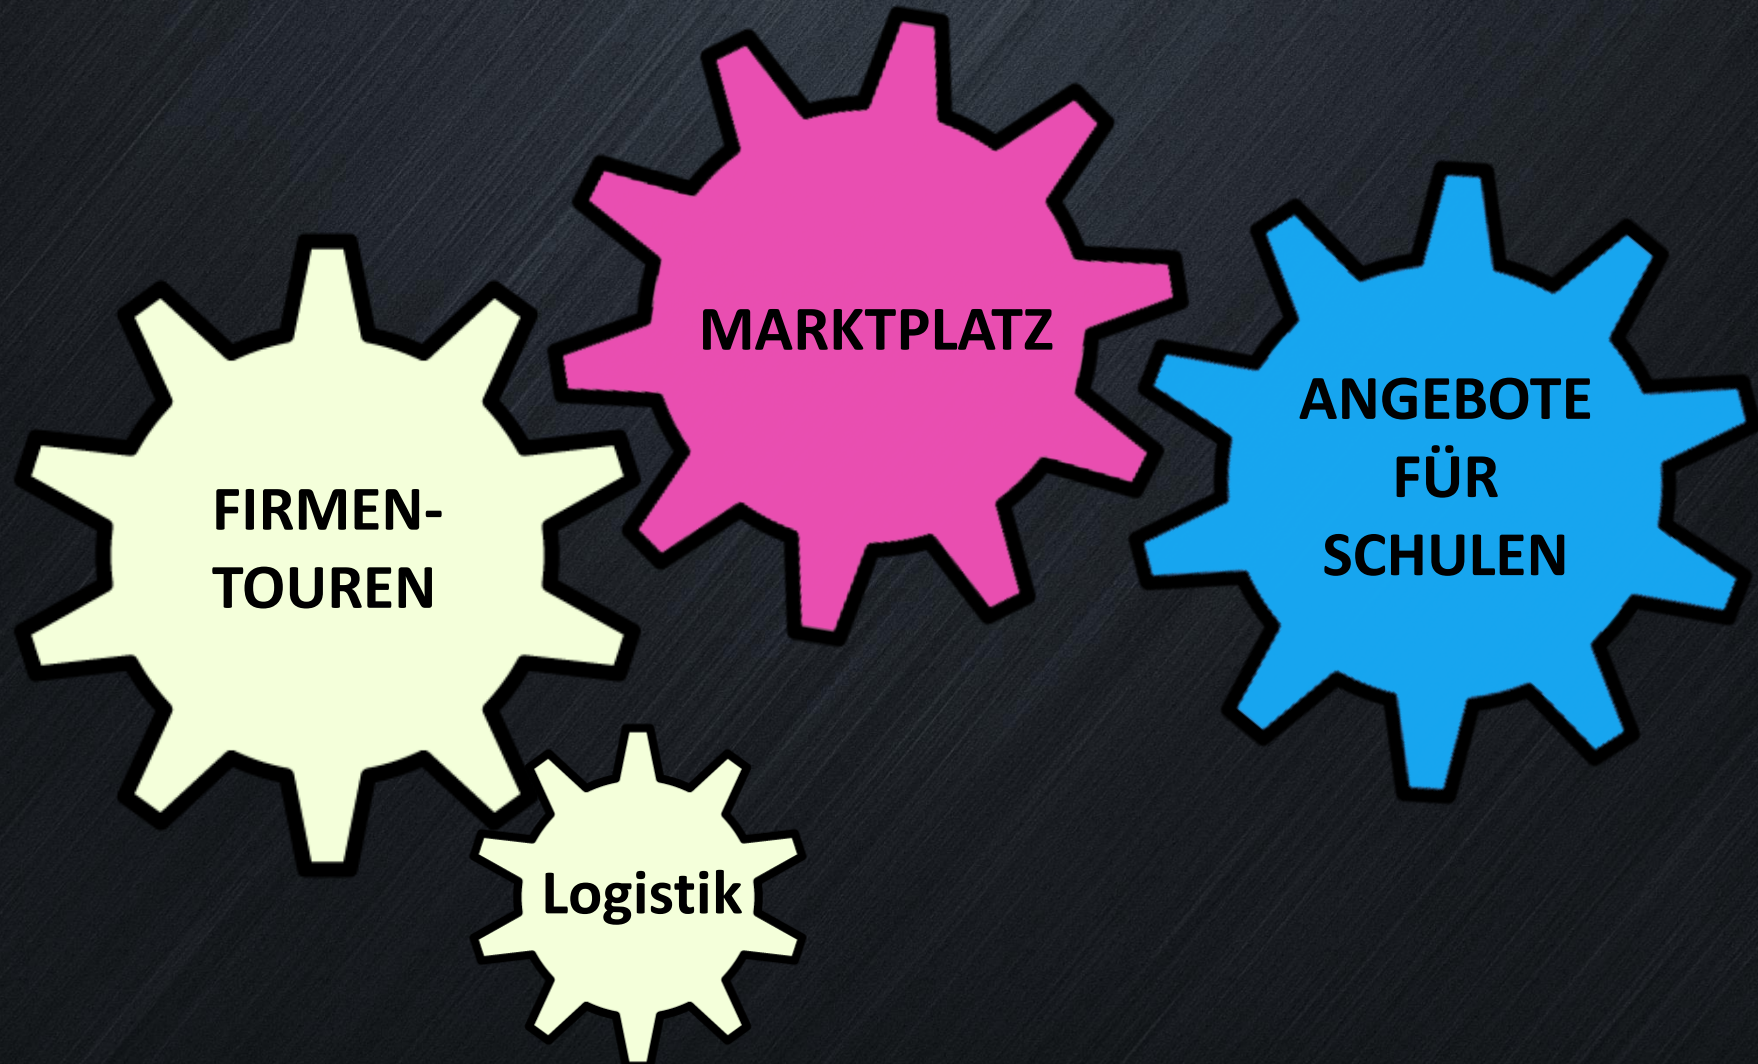 MARKTPLATZ
ANGEBOTE
FÜR
SCHULEN
FIRMEN-
TOUREN
Logistik